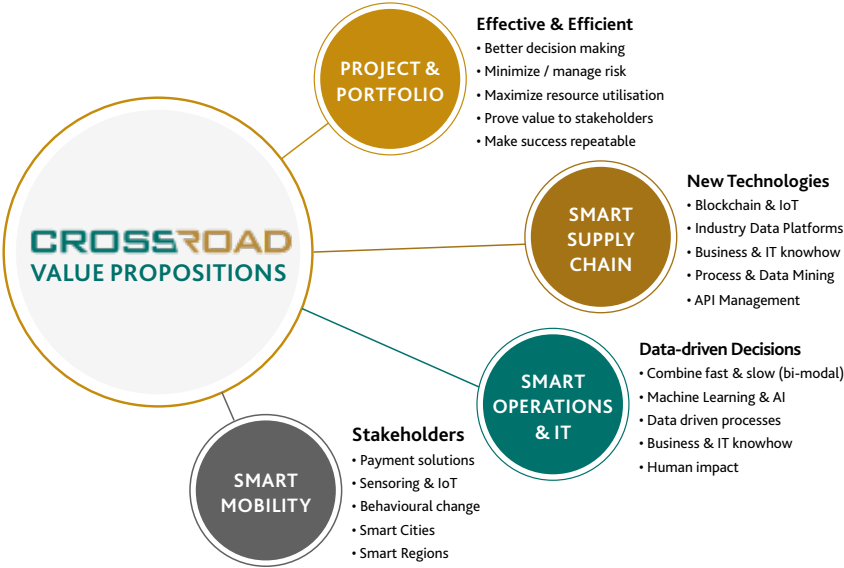 CROSSROAD
VALUE PROPOSITIONS
PROJECT &
PORTFOLIO
Effective & Efficient
• Better decision making
• Minimize / manage risk
• Maximize resource utilisation
• Prove value to stakeholders
• Make success repeatable
SMART
SUPPLY
CHAIN
New Technologies
• Blockchain & IoT
• Industry Data Platforms
• Business & IT knowhow
• Process & Data Mining
• API Management
SMART
OPERATIONS
& IT
Data-driven Decisions
• Combine fast & slow (bi-modal)
• Machine Learning & AI
• Data driven processes
• Business & IT knowhow
• Human impact
SMART
MOBILITY
Stakeholders
• Payment solutions
• Sensoring & IoT
• Behavioural change
• Smart Cities
• Smart Regions